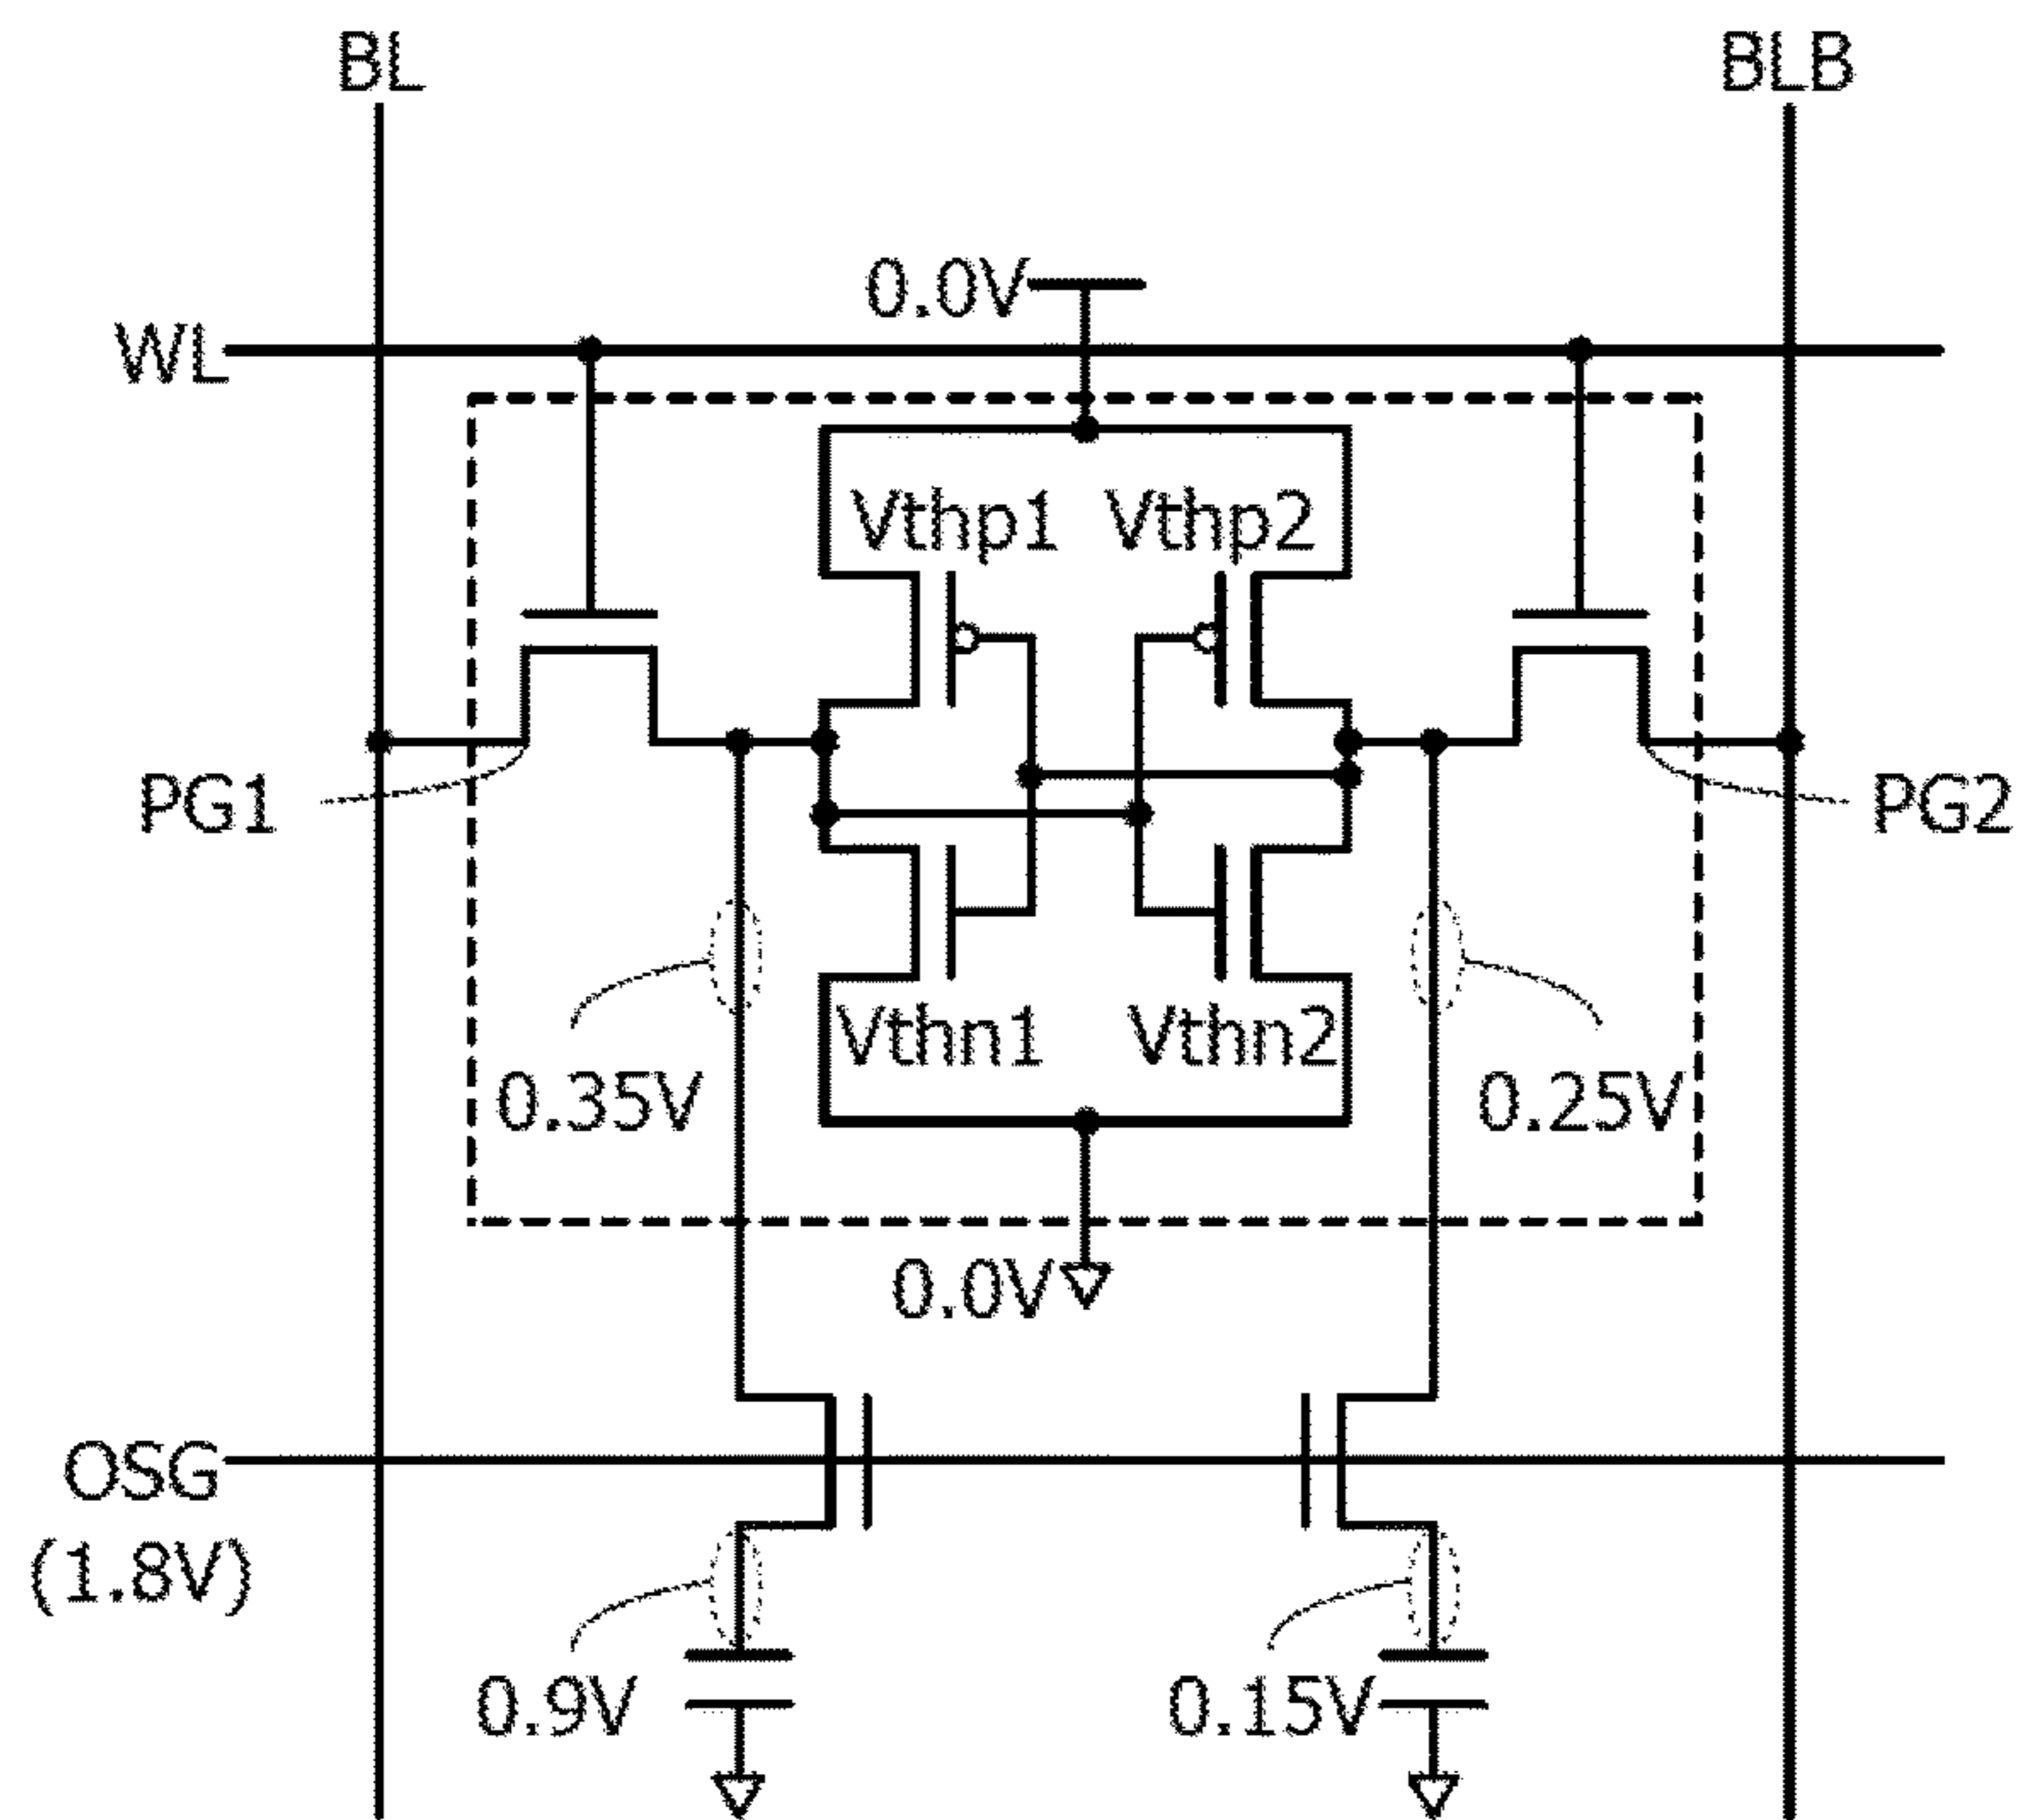 BL
BLB
0.0V
WL
Vthp1
Vthp2
PG1
PG2
Vthn1
Vthn2
0.35V
0.25V
0.0V
OSG
(1.8V)
0.9V
0.15V